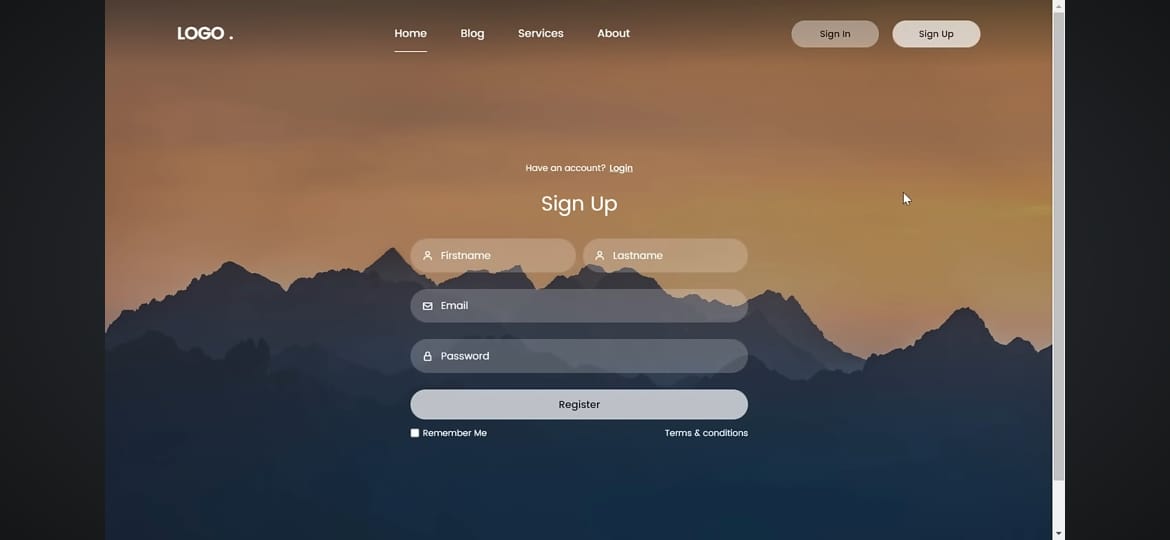 LOGO .
Home Blog Services About
Sign In Sign Up
Have an account? Login
Sign Up
Firstname Lastname
Email
Password
Register
Remember Me Terms & conditions